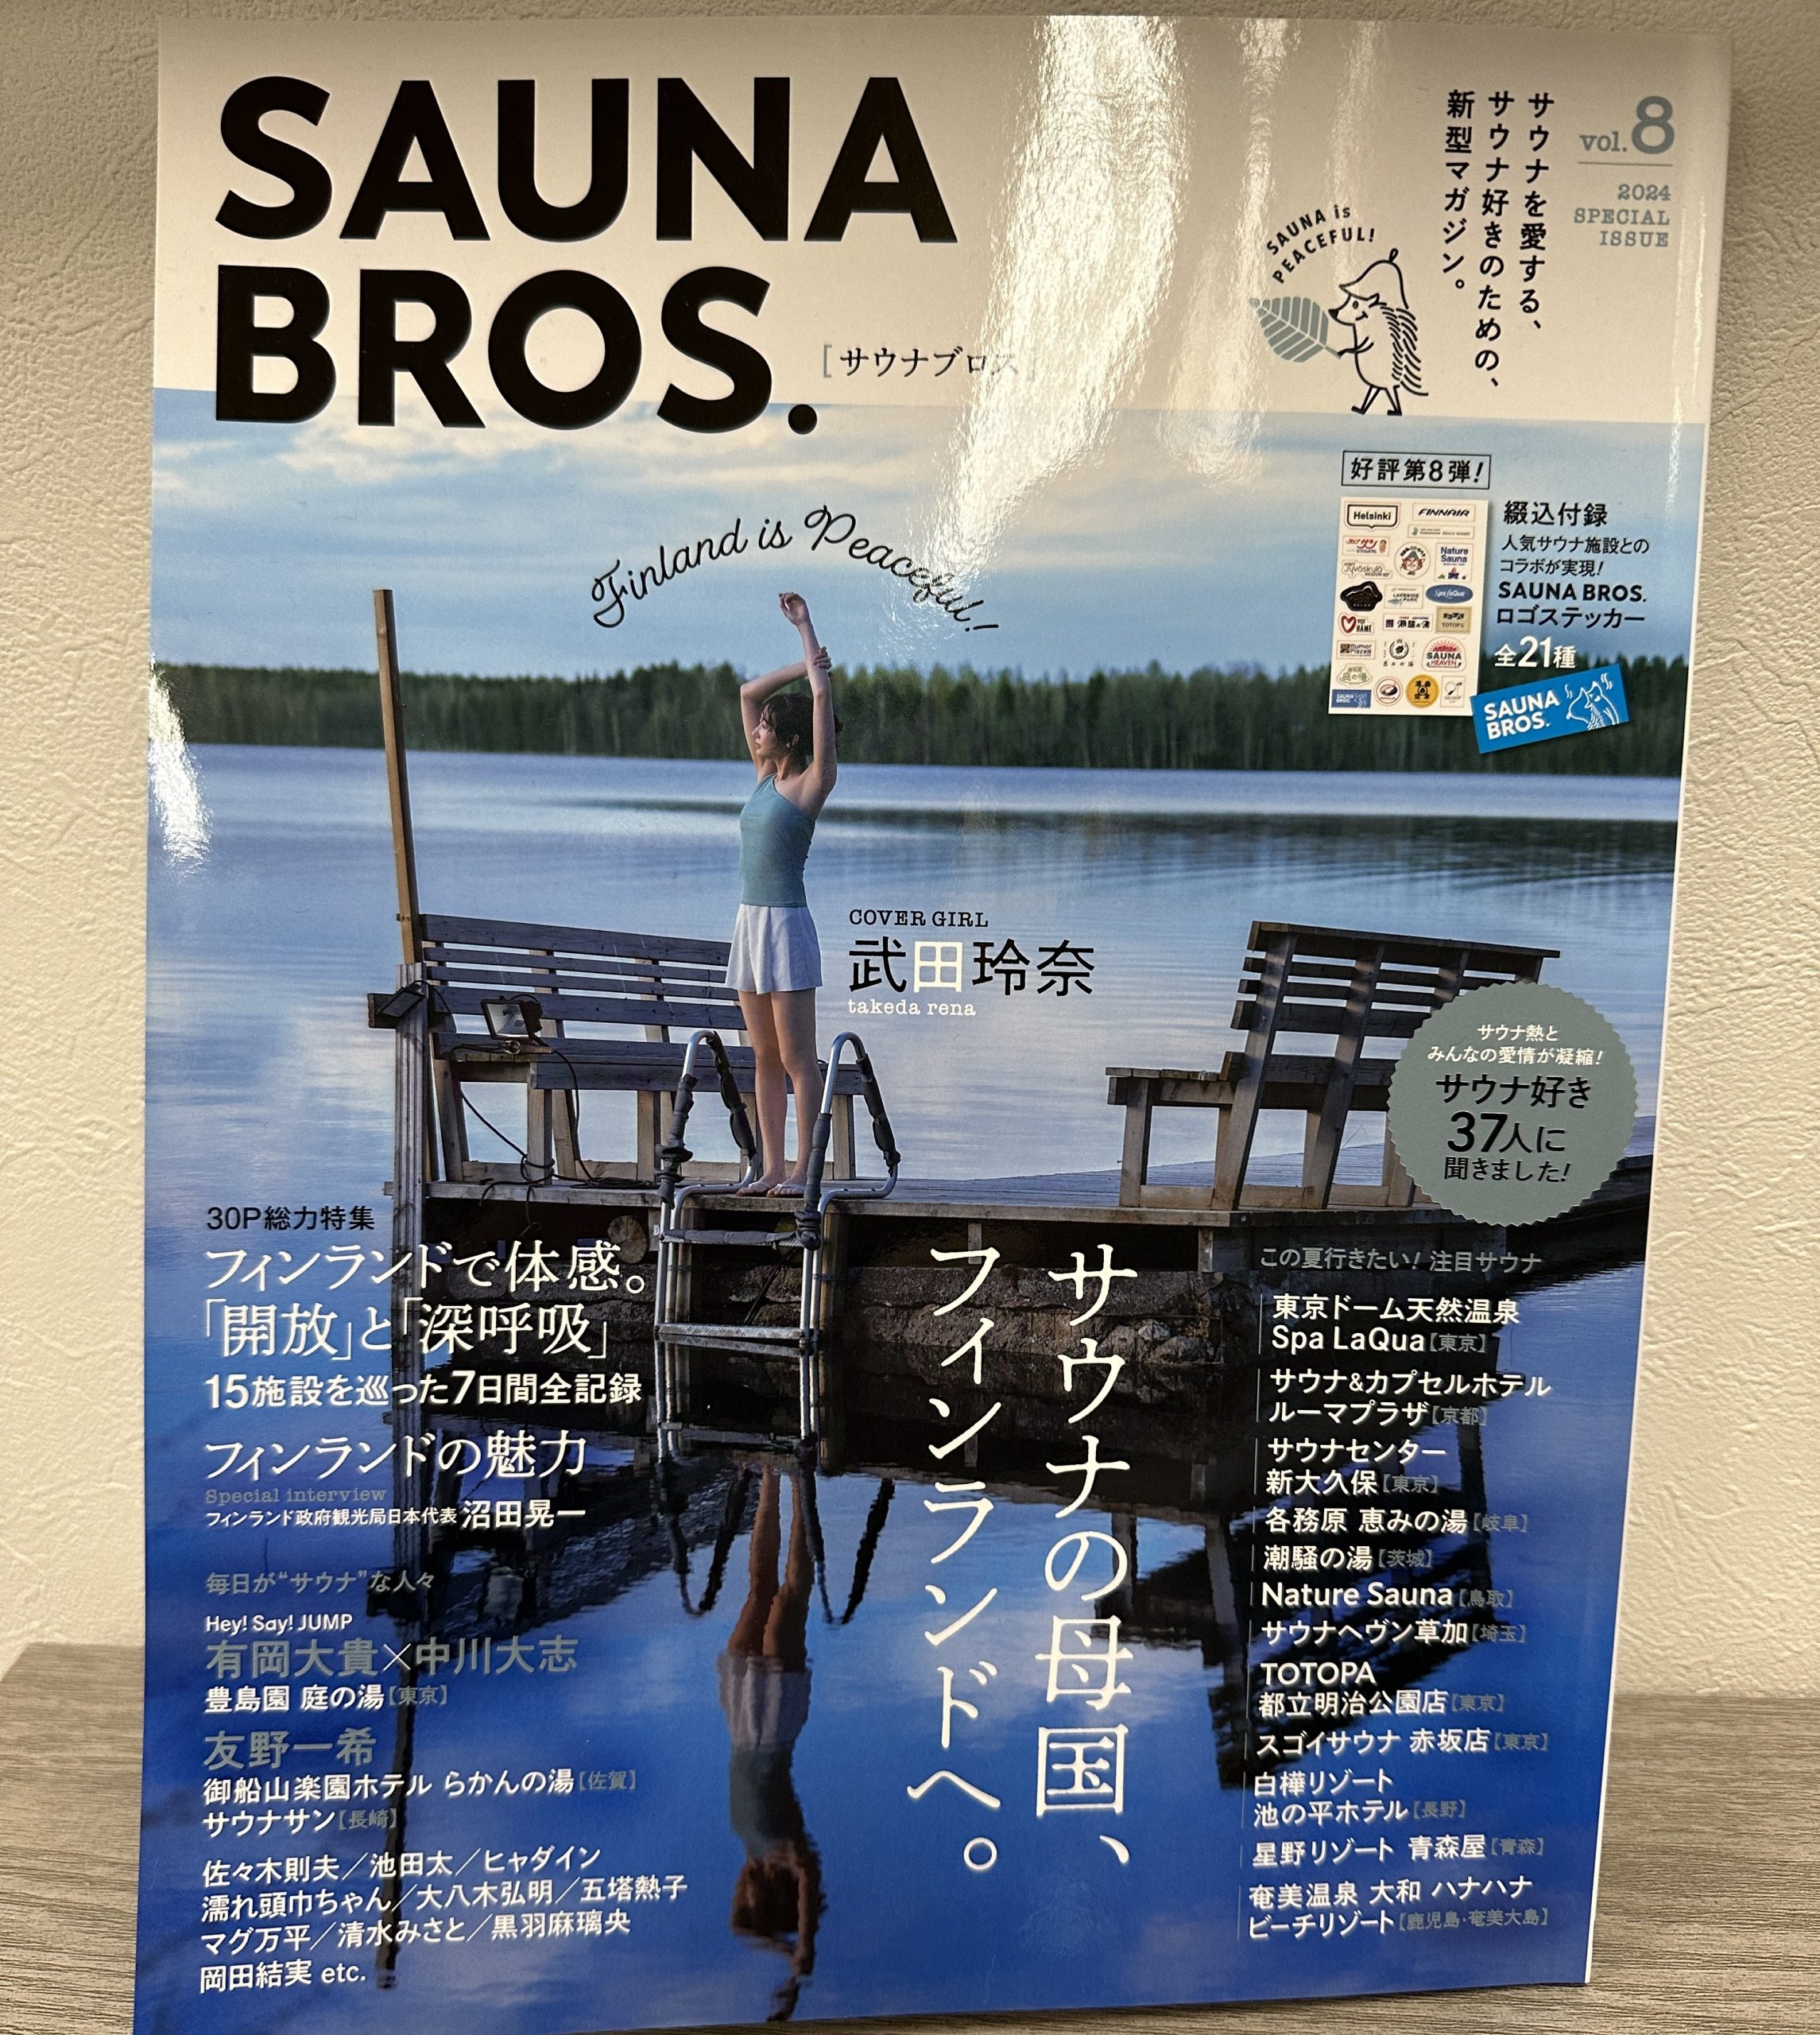 SAUNA
BROS.
[サウナブロス]
サウナを愛する、
サウナ好きのための、
新型マガジン。
vol.8
2024
SPECIAL
ISSUE
SAUNA is
PEACEFUL!
Finland is Peaceful!
好評第8弾!
綴込付録
人気サウナ施設との
コラボが実現!
SAUNA BROS.
ロゴステッカー
全21種
Helsinki
FINNAIR
Nature
Sauna
Jyväskylä
Spa LaQua
TOTOPA
SAUNA
HEAVEN
SAUNA
BROS.
COVER GIRL
武田玲奈
takeda rena
サウナ熱と
みんなの愛情が凝縮!
サウナ好き
37人に
聞きました!
サウナの母国、
フィンランドへ。
30P総力特集
フィンランドで体感。
「開放」と「深呼吸」
15施設を巡った7日間全記録
フィンランドの魅力
Special interview
フィンランド政府観光局日本代表 沼田晃一
毎日が“サウナ”な人々
Hey! Say! JUMP
有岡大貴×中川大志
豊島園 庭の湯【東京】
友野一希
御船山楽園ホテル らかんの湯【佐賀】
サウナサン【長崎】
佐々木則夫／池田太／ヒャダイン
濡れ頭巾ちゃん／大八木弘明／五塔熱子
マグ万平／清水みさと／黒羽麻璃央
岡田結実 etc.
この夏行きたい! 注目サウナ
東京ドーム天然温泉
Spa LaQua【東京】
サウナ&カプセルホテル
ルーマプラザ【京都】
サウナセンター
新大久保【東京】
各務原 恵みの湯【岐阜】
潮騒の湯【茨城】
Nature Sauna【鳥取】
サウナヘヴン草加【埼玉】
TOTOPA
都立明治公園店【東京】
スゴイサウナ 赤坂店【東京】
白樺リゾート
池の平ホテル【長野】
星野リゾート 青森屋【青森】
奄美温泉 大和 ハナハナ
ビーチリゾート【鹿児島・奄美大島】